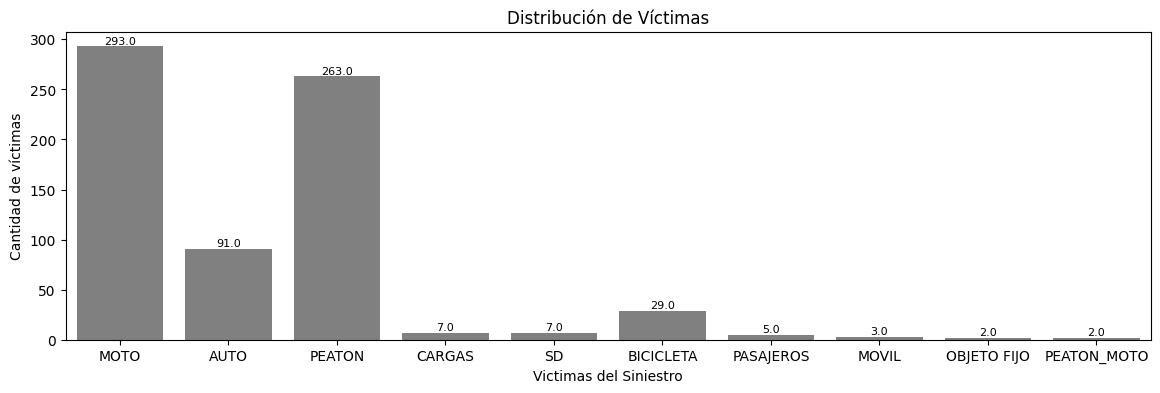 Distribución de Víctimas
Cantidad de víctimas
300
250
200
150
100
50
0
293.0
91.0
263.0
7.0
7.0
29.0
5.0
3.0
2.0
2.0
MOTO
AUTO
PEATON
CARGAS
SD
BICICLETA
PASAJEROS
MOVIL
OBJETO FIJO
PEATON_MOTO
Victimas del Siniestro